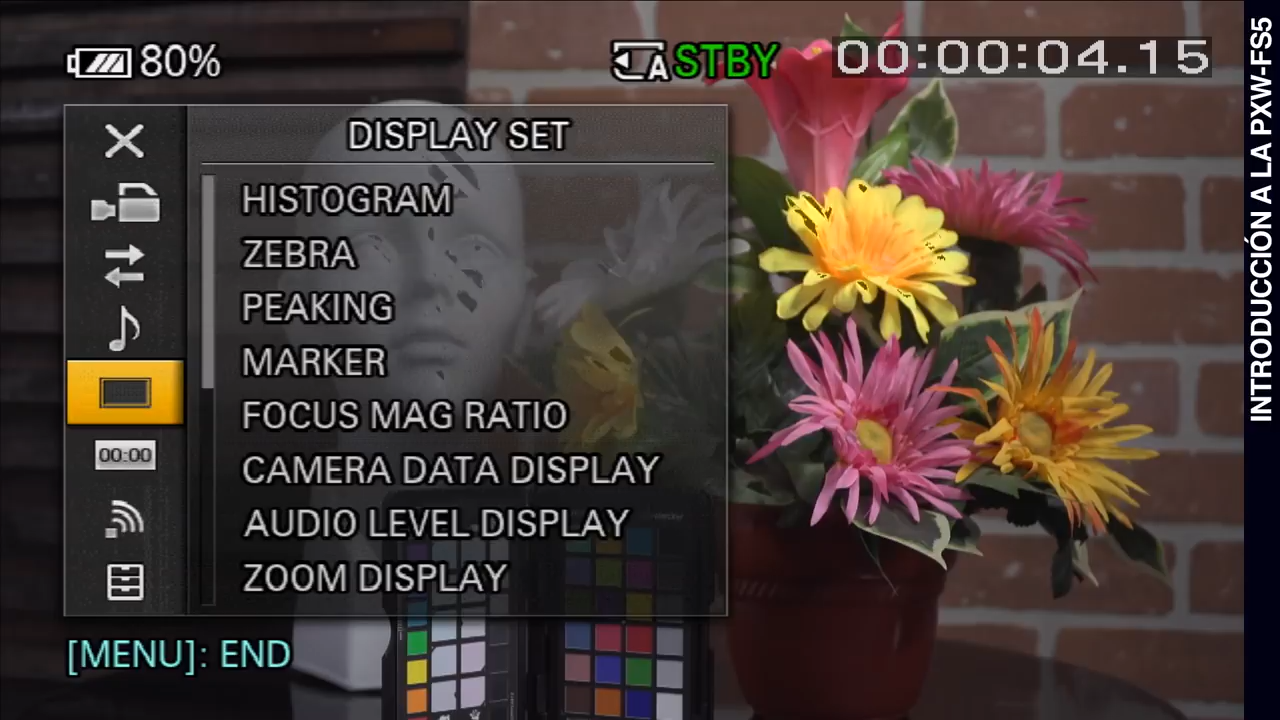 80%
A STBY
00:00:04.15
DISPLAY SET
HISTOGRAM
ZEBRA
PEAKING
MARKER
FOCUS MAG RATIO
CAMERA DATA DISPLAY
AUDIO LEVEL DISPLAY
00:00
ZOOM DISPLAY
[MENU]: END
INTRODUCCIÓN A LA PXW-FS5